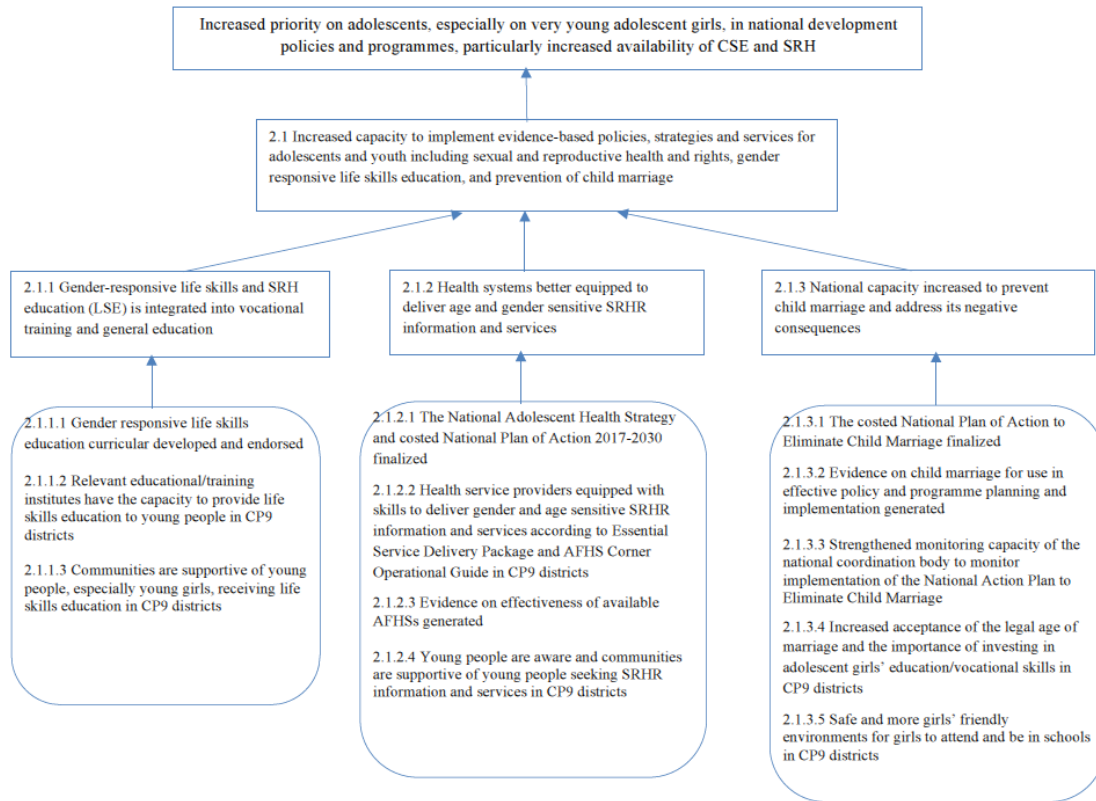 Increased priority on adolescents, especially on very young adolescent girls, in national development
policies and programmes, particularly increased availability of CSE and SRH
2.1 Increased capacity to implement evidence-based policies, strategies and services for
adolescents and youth including sexual and reproductive health and rights, gender
responsive life skills education, and prevention of child marriage
2.1.1 Gender-responsive life skills and SRH
education (LSE) is integrated into vocational
training and general education
2.1.2 Health systems better equipped to
deliver age and gender sensitive SRHR
information and services
2.1.3 National capacity increased to prevent
child marriage and address its negative
consequences
2.1.1.1 Gender responsive life skills
education curricular developed and endorsed
2.1.1.2 Relevant educational/training
institutes have the capacity to provide life
skills education to young people in CP9
districts
2.1.1.3 Communities are supportive of young
people, especially young girls, receiving life
skills education in CP9 districts
2.1.2.1 The National Adolescent Health Strategy
and costed National Plan of Action 2017-2030
finalized
2.1.2.2 Health service providers equipped with
skills to deliver gender and age sensitive SRHR
information and services according to Essential
Service Delivery Package and AFHS Corner
Operational Guide in CP9 districts
2.1.2.3 Evidence on effectiveness of available
AFHSs generated
2.1.2.4 Young people are aware and communities
are supportive of young people seeking SRHR
information and services in CP9 districts
2.1.3.1 The costed National Plan of Action to
Eliminate Child Marriage finalized
2.1.3.2 Evidence on child marriage for use in
effective policy and programme planning and
implementation generated
2.1.3.3 Strengthened monitoring capacity of the
national coordination body to monitor
implementation of the National Action Plan to
Eliminate Child Marriage
2.1.3.4 Increased acceptance of the legal age of
marriage and the importance of investing in
adolescent girls' education/vocational skills in
CP9 districts
2.1.3.5 Safe and more girls' friendly
environments for girls to attend and be in schools
in CP9 districts